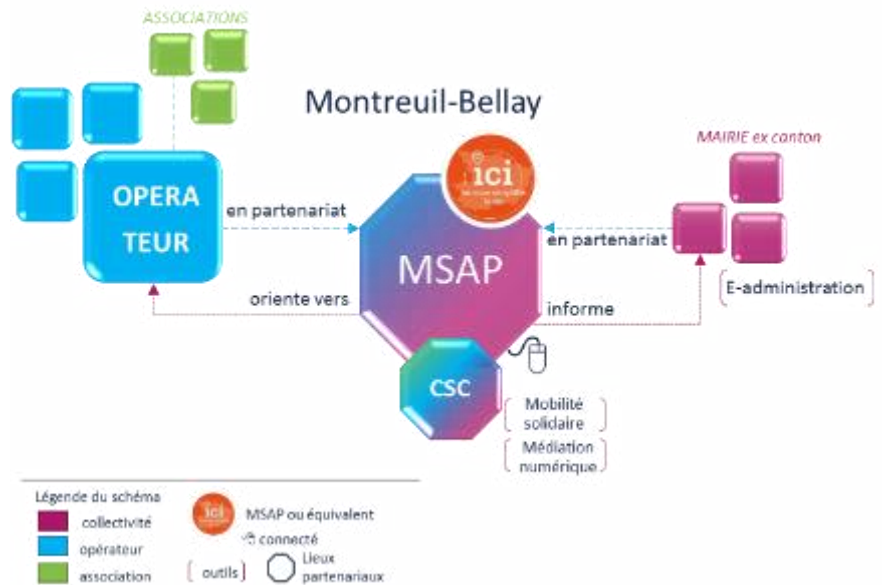 ASSOCIATIONS
Montreuil-Bellay
MAIRIE ex canton
ici
OPERA
TEUR
en partenariat
en partenariat
MSAP
E-administration
oriente vers
informe
CSC
Mobilité
solidaire
Médiation
numérique
Légende du schéma
collectivité
opérateur
association
ici
MSAP ou équivalent
connecté
outils
Lieux
partenariaux